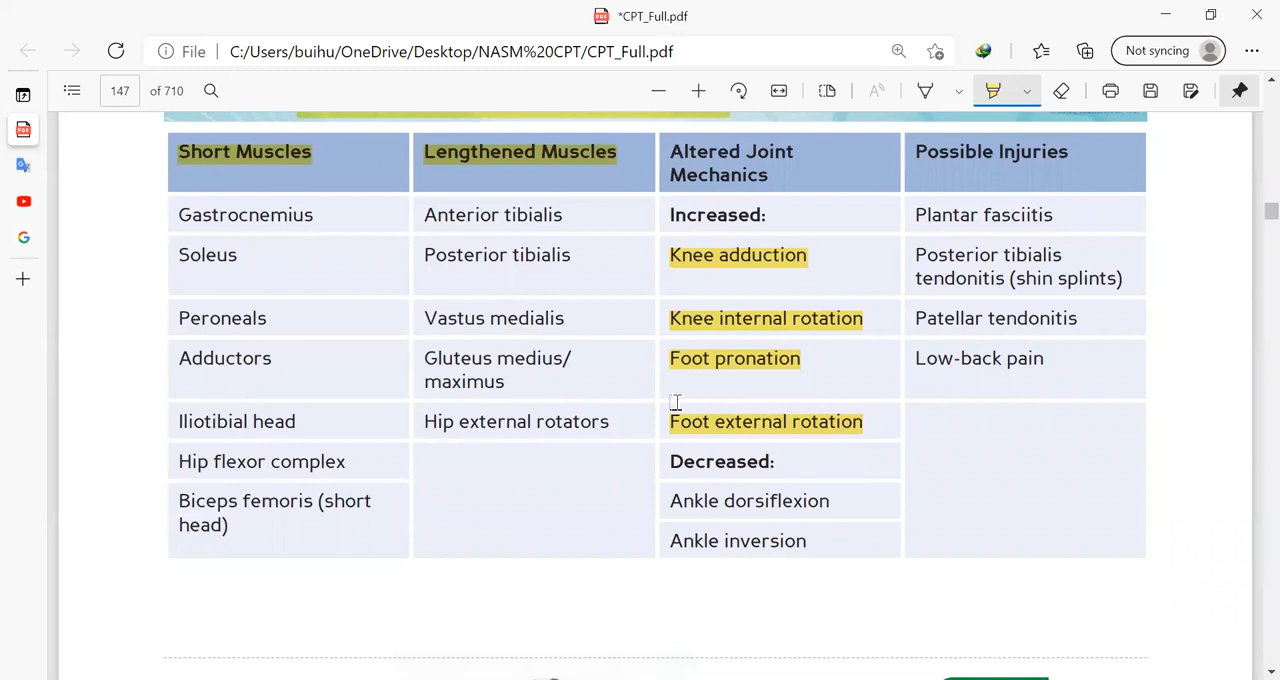 *CPT_Full.pdf
File
C:/Users/buihu/OneDrive/Desktop/NASM%20CPT/CPT_Full.pdf
Not syncing
147 of 710
Short Muscles
Lengthened Muscles
Altered Joint
Mechanics
Possible Injuries
Gastrocnemius
Anterior tibialis
Increased:
Plantar fasciitis
Soleus
Posterior tibialis
Knee adduction
Posterior tibialis
tendonitis (shin splints)
Peroneals
Vastus medialis
Knee internal rotation
Patellar tendonitis
Adductors
Gluteus medius/
maximus
Foot pronation
Low-back pain
Iliotibial head
Hip external rotators
Foot external rotation
Hip flexor complex
Decreased:
Biceps femoris (short
head)
Ankle dorsiflexion
Ankle inversion